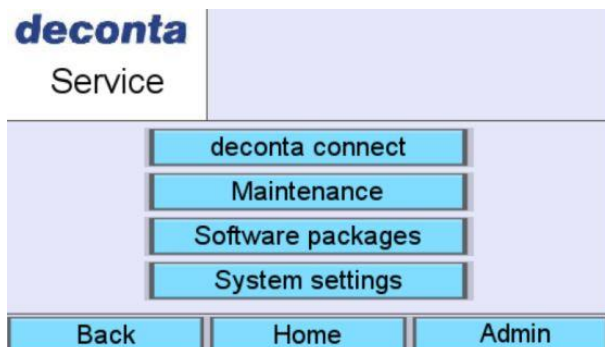 deconta
Service
deconta connect
Maintenance
Software packages
System settings
Back Home Admin